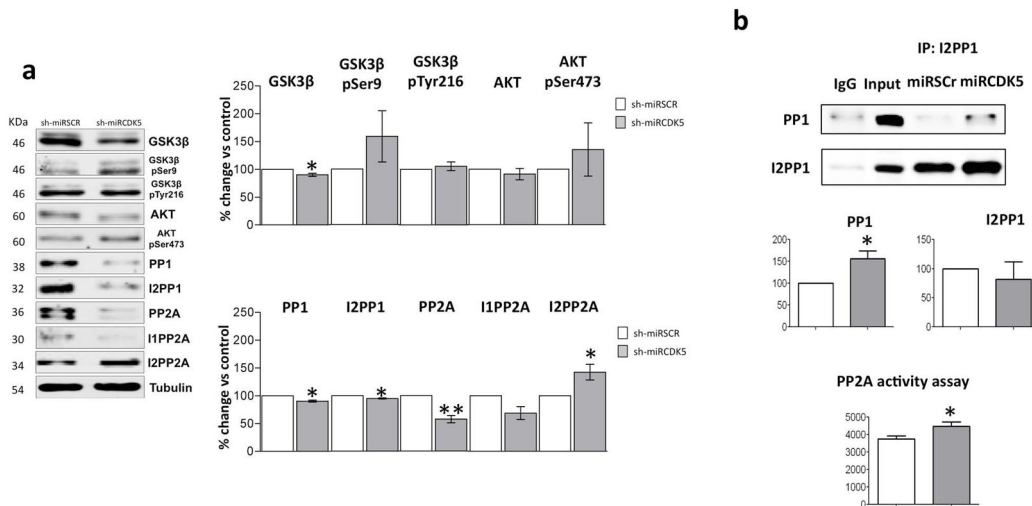 a
KDa
sh-miRSCR sh-miRCDK5
46 GSK3β
46 GSK3β
pSer9
46 GSK3β
pTyr216
60 AKT
60 AKT
pSer473
38 PP1
32 I2PP1
36 PP2A
30 I1PP2A
34 I2PP2A
54 Tubulin
GSK3β GSK3β pSer9 GSK3β pTyr216 AKT AKT pSer473
sh-miRSCR
sh-miRCDK5
% change vs control
250
200
150
100
50
0
*
PP1 I2PP1 PP2A I1PP2A I2PP2A
sh-miRSCR
sh-miRCDK5
% change vs control
250
200
150
100
50
0
* * ** *
b
IP: I2PP1
IgG Input miRSCr miRCDK5
PP1
I2PP1
PP1
200
150
100
50
0
*
I2PP1
150
100
50
0
PP2A activity assay
5000
4000
3000
2000
1000
0
*